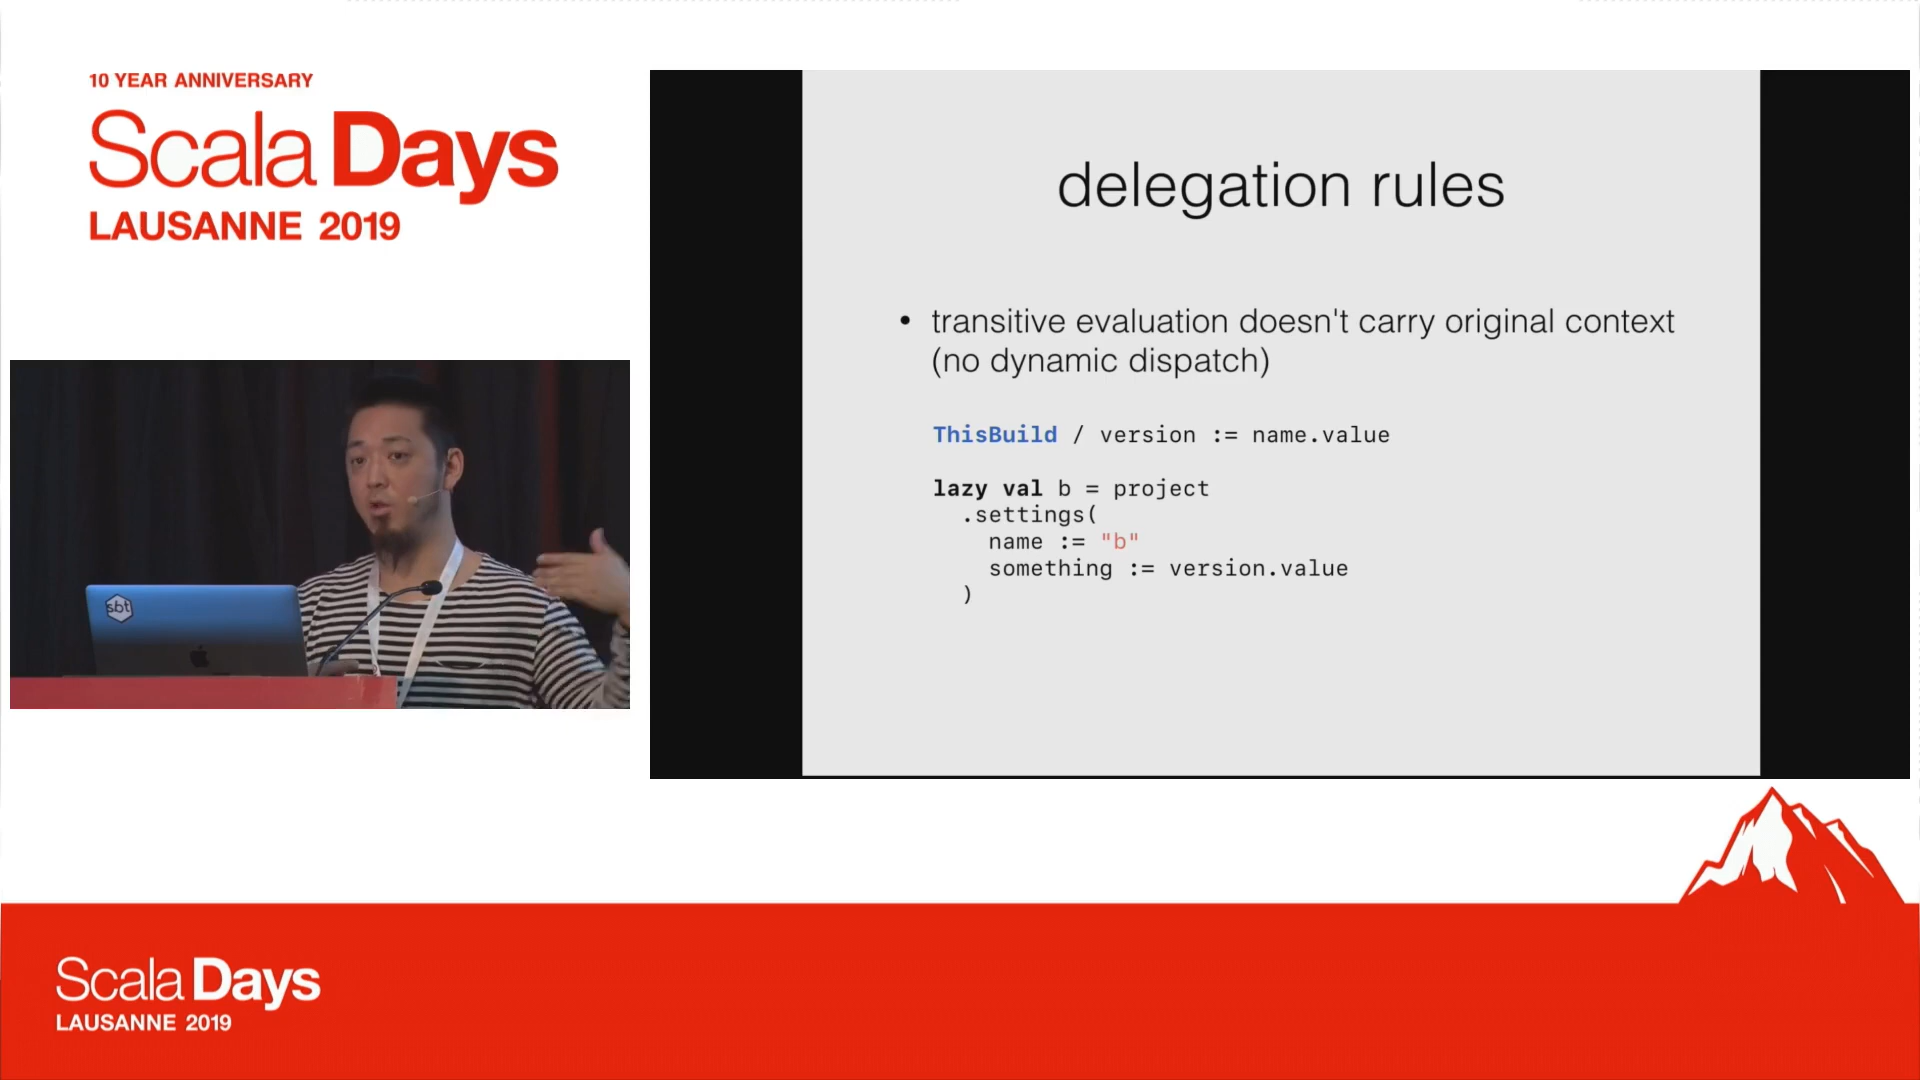 10 YEAR ANNIVERSARY
Scala Days
LAUSANNE 2019
delegation rules
• transitive evaluation doesn't carry original context
(no dynamic dispatch)
ThisBuild / version := name.value
lazy val b = project
.settings(
name := "b"
something := version.value
)
sbt
Scala Days
LAUSANNE 2019